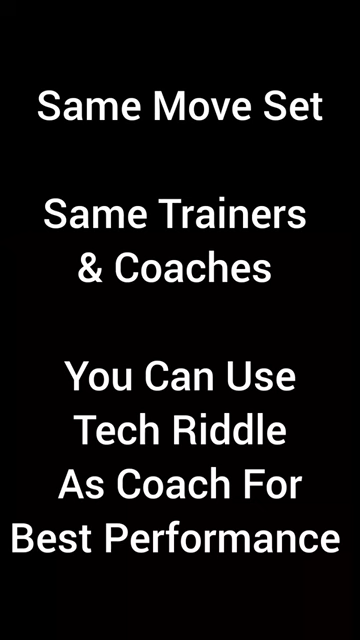 Same Move Set
Same Trainers
& Coaches
You Can Use
Tech Riddle
As Coach For
Best Performance